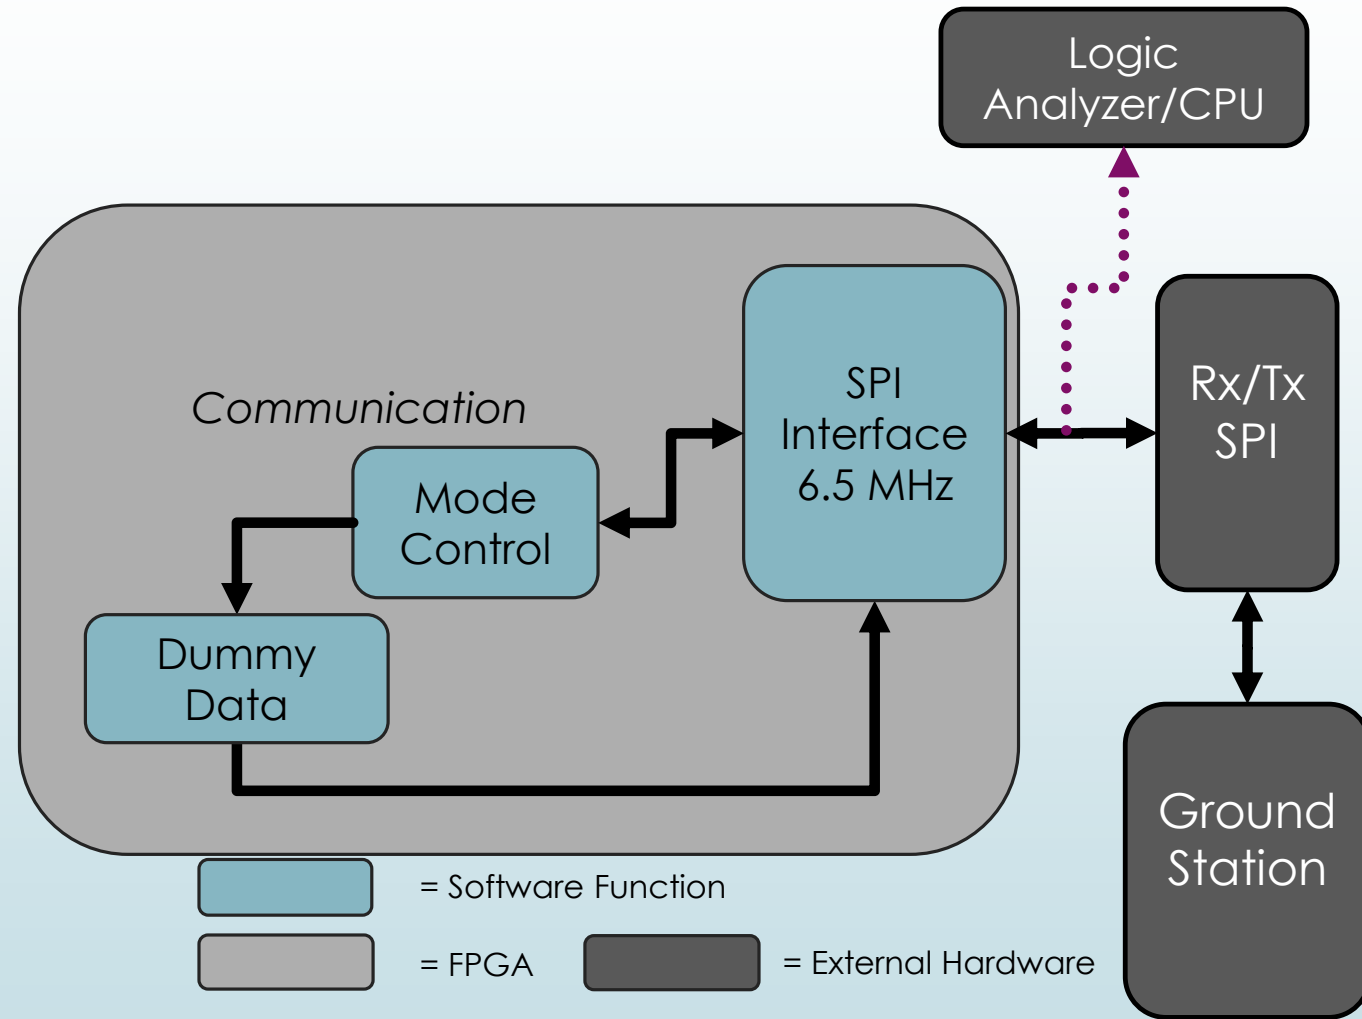 Logic
Analyzer/CPU
Communication
SPI
Interface
6.5 MHz
Rx/Tx
SPI
Mode
Control
Dummy
Data
Ground
Station
= Software Function
= FPGA
= External Hardware